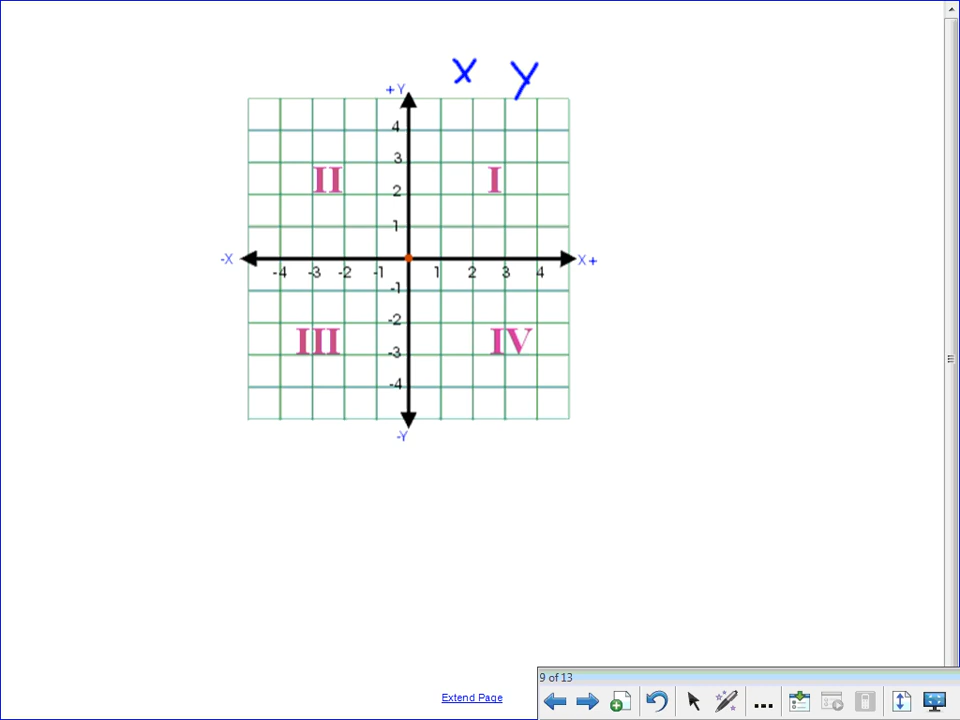 x y
+Y
4
3
II I
2
1
-X X+
-4 -3 -2 -1 1 2 3 4
-1
-2
III IV
-3
-4
-Y
Extend Page
9 of 13
...